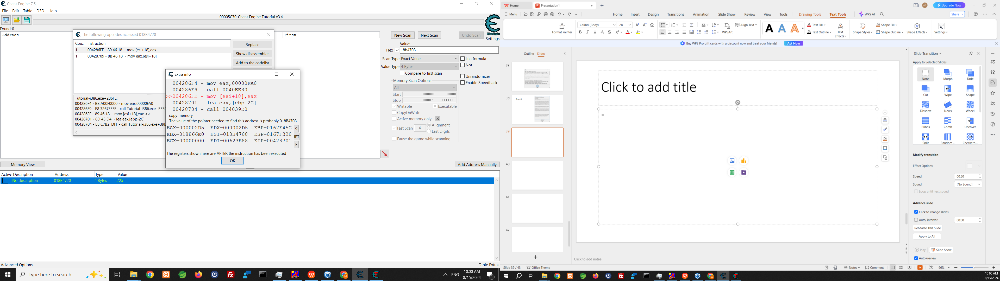 Cheat Engine 7.5
File Edit Table D3D Help
00005C70-Cheat Engine Tutorial v3.4
Found:0
Address
First
Settings
The following opcodes accessed 018B4720
Cou... Instruction
1 004286FE - 89 46 18 - mov [esi+18],eax
1 00428709 - 8B 46 18 - mov eax,[esi+18]
Replace
Show disassembler
Add to the codelist
Tutorial-i386.exe+286FE:
004286F4 - B8 A00F0000 - mov eax,00000FA0
004286F9 - E8 3267FEFF - call Tutorial-i386.exe+EE30
004286FE - 89 46 18 - mov [esi+18],eax <<
00428701 - 8D 45 D4 - lea eax,[ebp-2C]
00428704 - E8 C7B2FDFF - call Tutorial-i386.exe+39D
Extra info
004286F4 - mov eax,00000FA0
004286F9 - call 0040EE30
>>004286FE - mov [esi+18],eax
00428701 - lea eax,[ebp-2C]
00428704 - call 004039D0
copy memory
The value of the pointer needed to find this address is probably 018B4708
EAX=000002D5 EDX=000002D5 EBP=0167F45C
EBX=018866E0 ESI=018B4708 ESP=0167F320
ECX=00000000 EDI=00623E88 EIP=00428701
S
IPT
F
The registers shown here are AFTER the instruction has been executed
OK
New Scan Next Scan Undo Scan
Value:
Hex 18b4708
Scan Type Exact Value
Value Type 4 Bytes
Compare to first scan
Lua formula
Not
Unrandomizer
Enable Speedhack
Memory Scan Options
All
Start 0000000000000000
Stop 00007fffffffffff
Writable Executable
CopyOnWrite
Active memory only
Fast Scan 4 Alignment
Last Digits
Pause the game while scanning
Memory View
Add Address Manually
Active Description Address Type Value
No description 018B4720 4 Bytes 725
Advanced Options
Table Extras
Type here to search
ENG
10:00 AM
8/15/2024
1
Home
Presentation1
Upgrade Now
Menu
Home Insert Design Transitions Animation Slide Show Review View Tools Drawing Tools Text Tools WPS AI
Share
Format Painter
Calibri (Body) 28
Align Text
WPSArt
A A A
Text Fill
Text Outline
Text Effects
Shape Styles
Shape Fill
Shape Outline
Shape Effects
Settings
Buy WPS Pro gift cards with a discount now and treat your friends! Act Now
Outline Slides
37
38
Step 8
39
40
41
42
Click to add title
Click to add notes
Slide Transition
Apply to Selected Slides
None Morph Fade
Cut Wipe Shape
Dissolve News Wheel
Blinds Comb Uncover
Split Random ... Checkerb...
Modify transition
Effect Options:
Speed: 00.50
Sound: [No Sound]
Loop until next sound
Advance slide
Click to change slides
Auto, interval: 00:00
Rehearse This Slide
Apply to All
Play Slide Show
AutoPreview
Slide 39 / 43 Office Theme
Notes Comment 96%
10:00 AM
8/15/2024